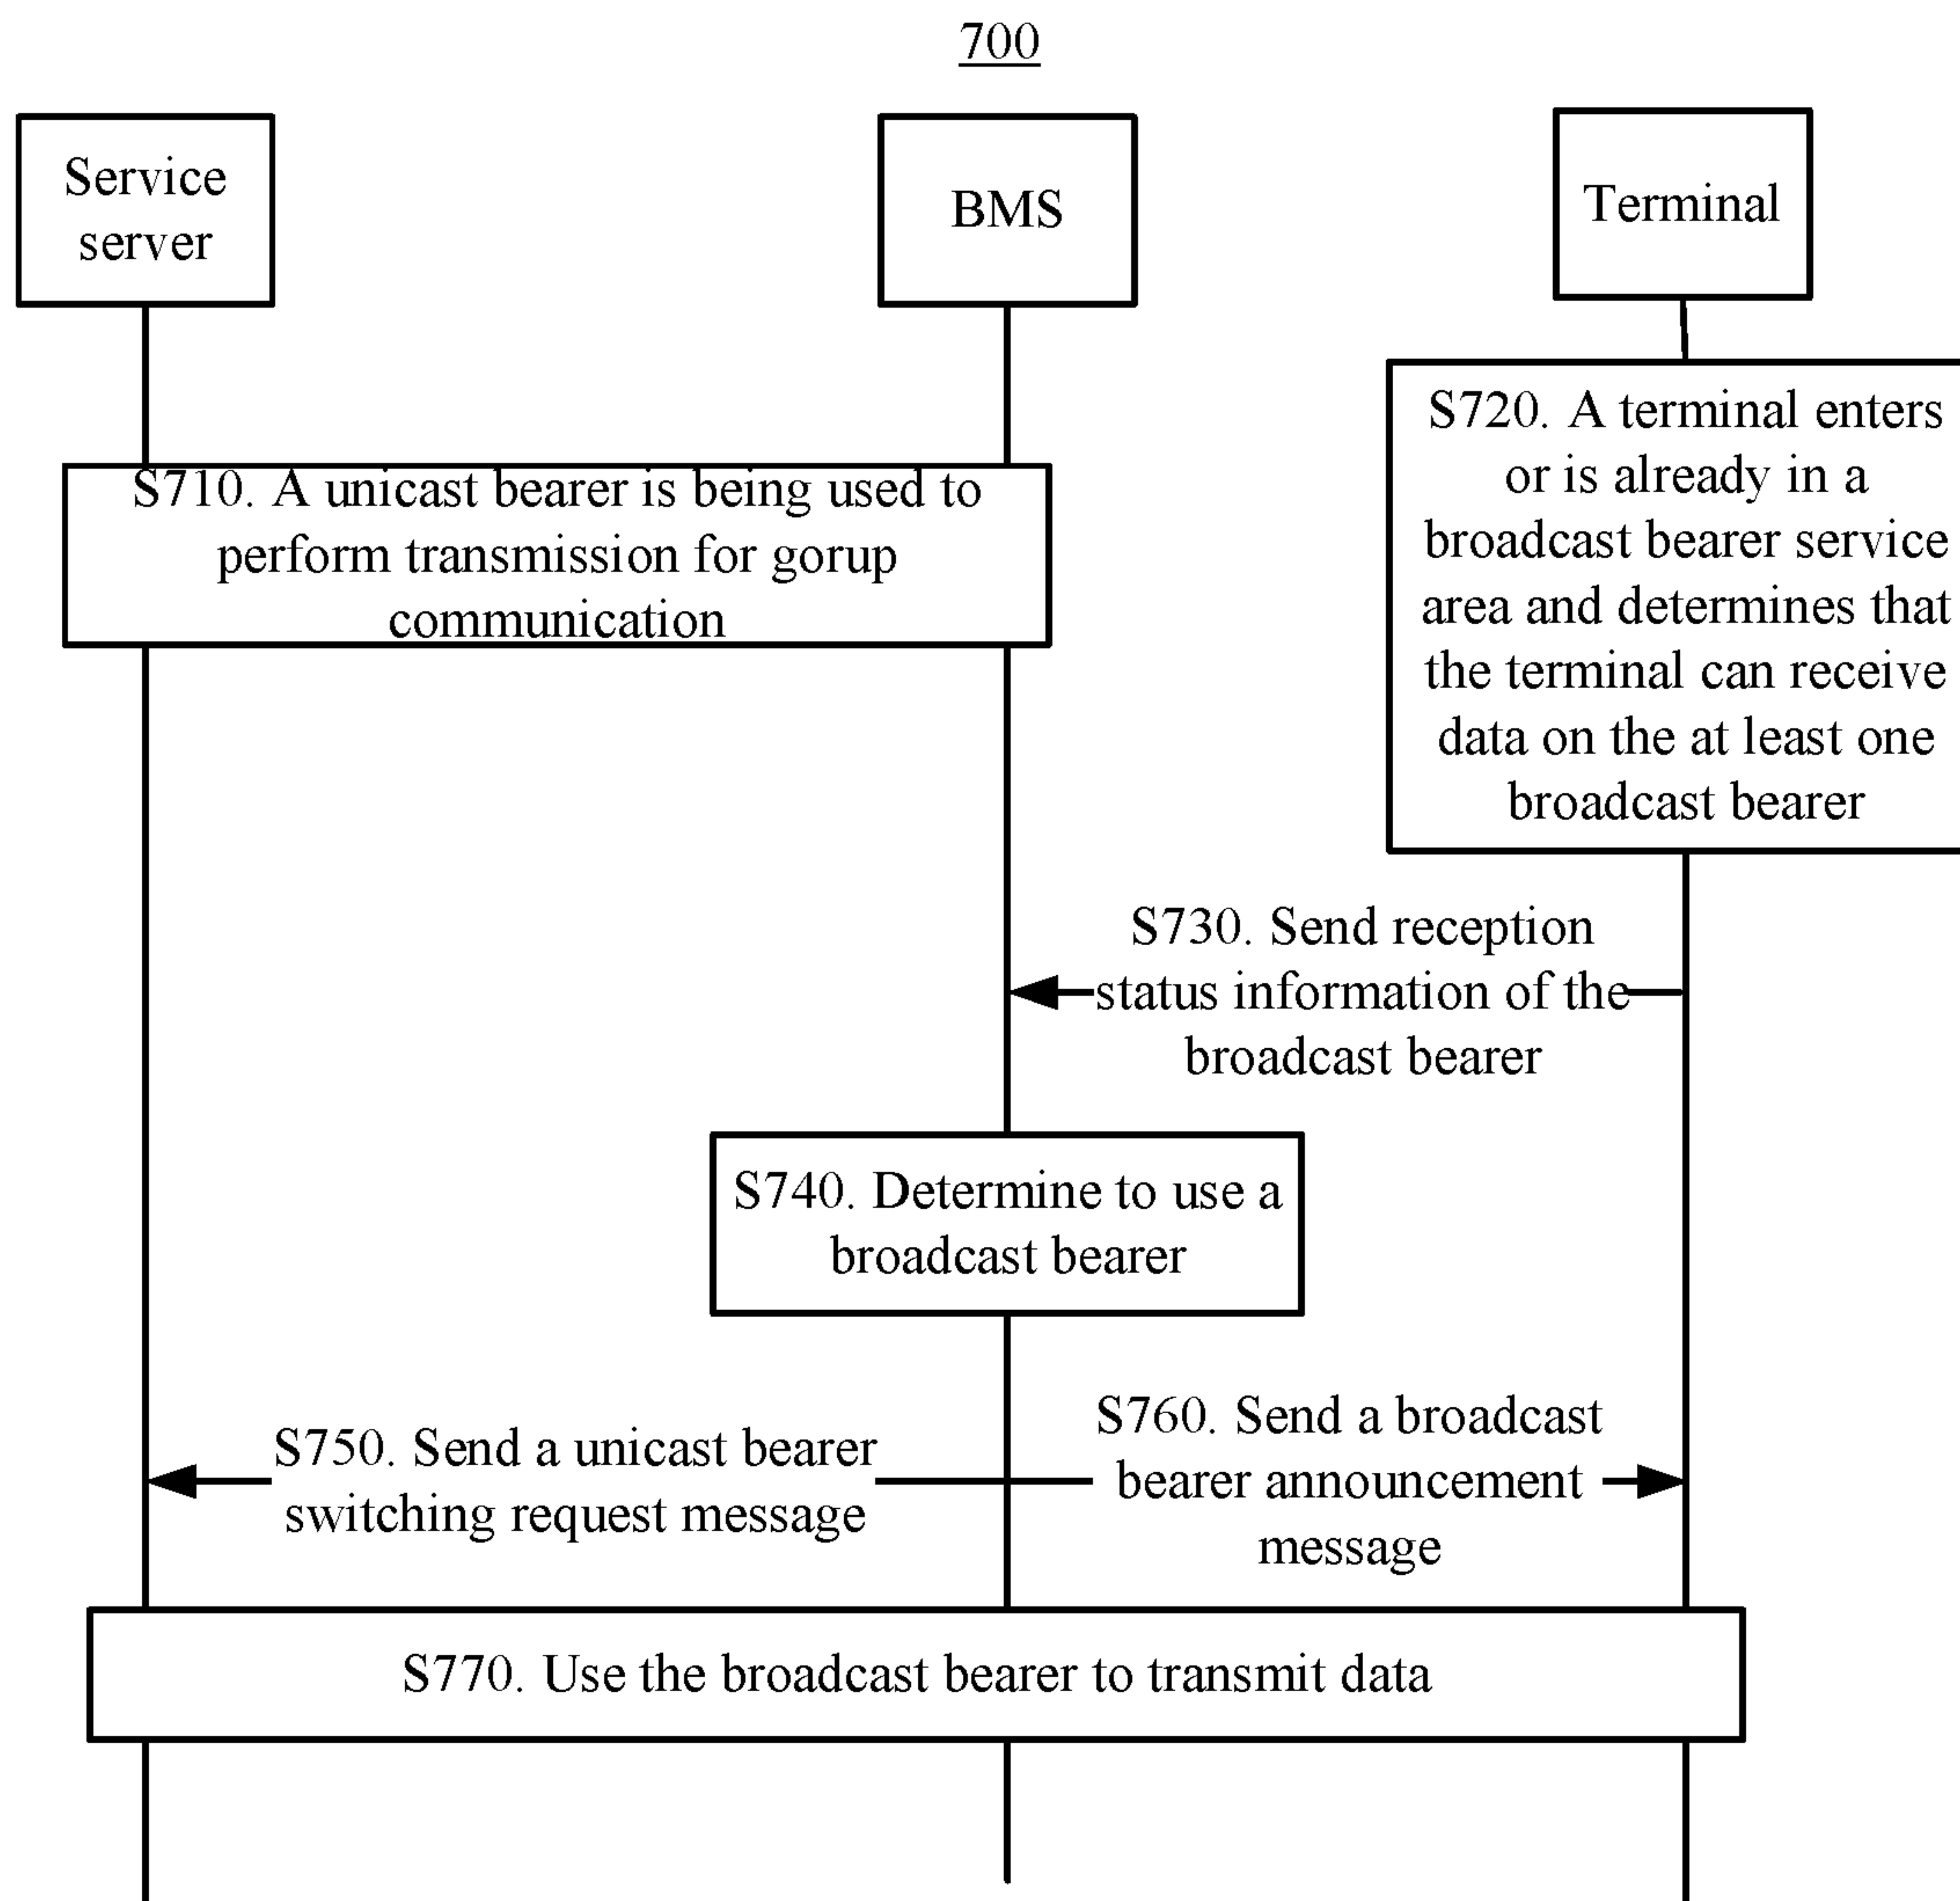 700
Service
server
BMS
Terminal
S710. A unicast bearer is being used to
perform transmission for gorup
communication
S720. A terminal enters
or is already in a
broadcast bearer service
area and determines that
the terminal can receive
data on the at least one
broadcast bearer
S730. Send reception
status information of the
broadcast bearer
S740. Determine to use a
broadcast bearer
S750. Send a unicast bearer
switching request message
S760. Send a broadcast
bearer announcement
message
S770. Use the broadcast bearer to transmit data